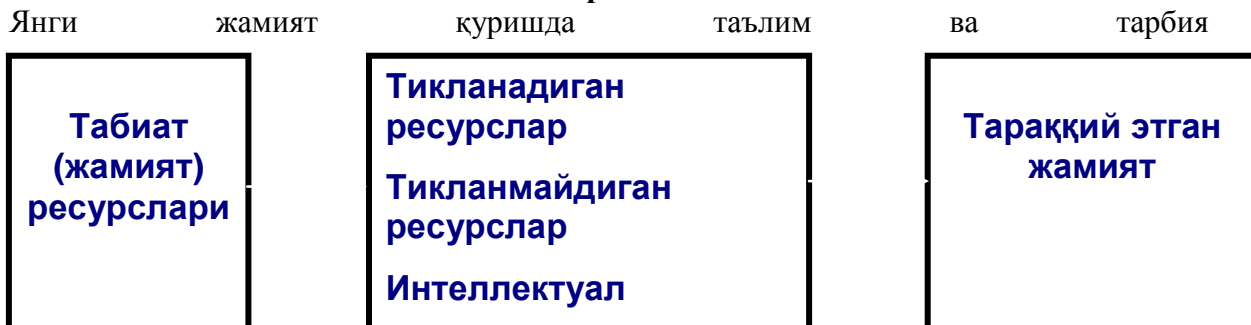 Янги жамият қуришда таълим ва тарбия
Табиат
(жамият)
ресурслари
Тикланадиган
ресурслар
Тикланмайдиган
ресурслар
Интеллектуал
Тараққий этган
жамият